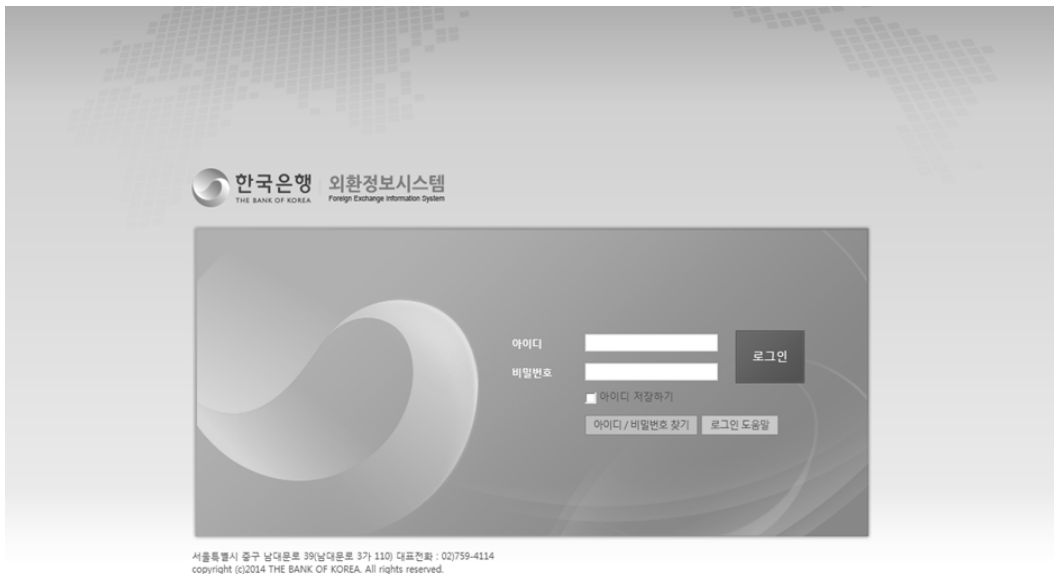 한국은행 외환정보시스템
THE BANK OF KOREA Foreign Exchange Information System
아이디
로그인
비밀번호
아이디 저장하기
아이디 / 비밀번호 찾기 로그인 도움말
서울특별시 중구 남대문로 39(남대문로 3가 110) 대표전화 : 02)759-4114
copyright (c)2014 THE BANK OF KOREA. All rights reserved.